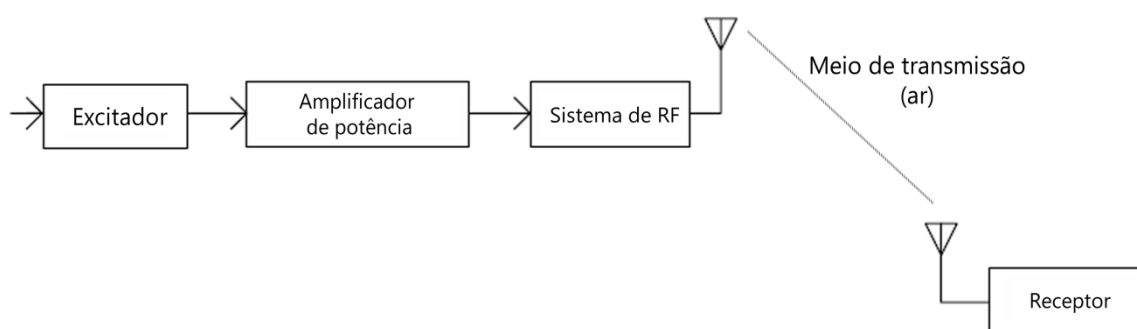 Excitador
Amplificador
de potência
Sistema de RF
Meio de transmissão
(ar)
Receptor